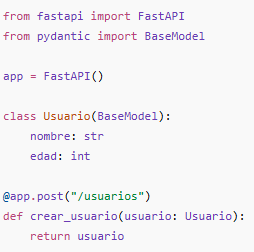 from fastapi import FastAPI
from pydantic import BaseModel

app = FastAPI()

class Usuario(BaseModel):
    nombre: str
    edad: int

@app.post("/usuarios")
def crear_usuario(usuario: Usuario):
    return usuario